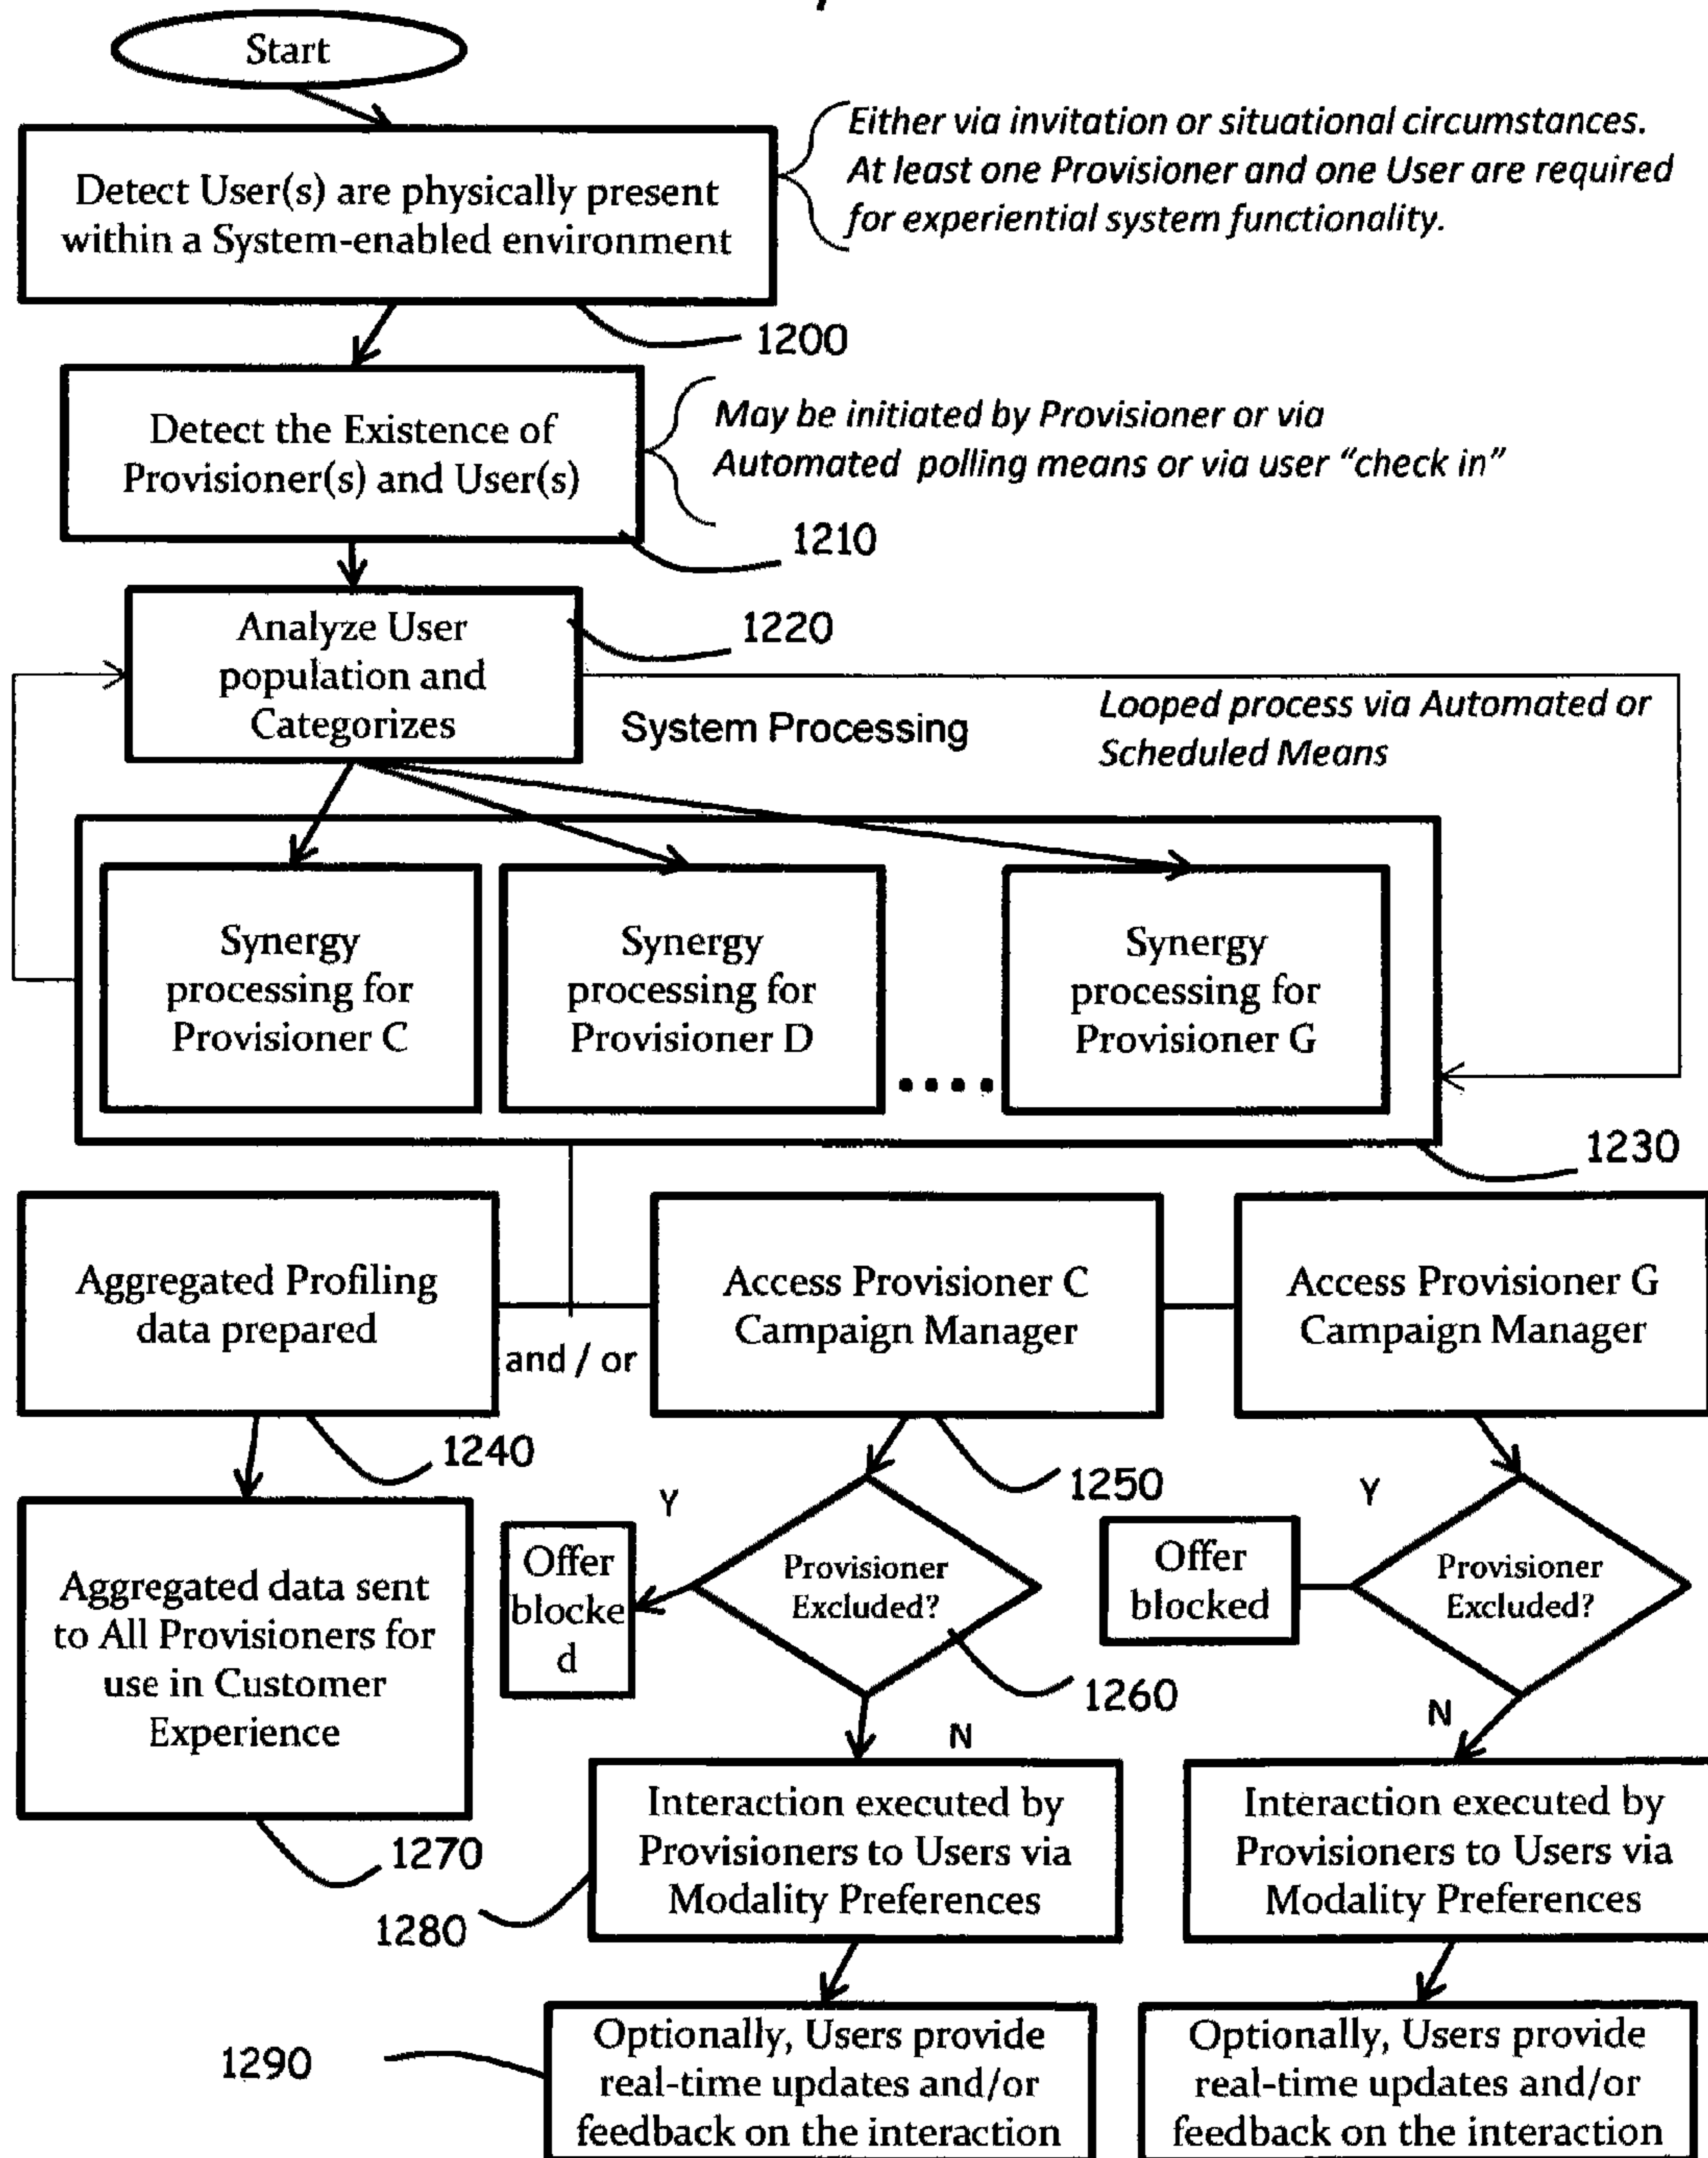 Start
Detect User(s) are physically present
within a System-enabled environment
Either via invitation or situational circumstances.
At least one Provisioner and one User are required
for experiential system functionality.
1200
Detect the Existence of
Provisioner(s) and User(s)
May be initiated by Provisioner or via
Automated polling means or via user “check in”
1210
Analyze User
population and
Categorizes
1220
System Processing
Looped process via Automated or
Scheduled Means
Synergy
processing for
Provisioner C
Synergy
processing for
Provisioner D
....
Synergy
processing for
Provisioner G
1230
Aggregated Profiling
data prepared
and / or
Access Provisioner C
Campaign Manager
Access Provisioner G
Campaign Manager
1240
1250
Aggregated data sent
to All Provisioners for
use in Customer
Experience
Y
Offer
blocke
d
Provisioner
Excluded?
1260
Y
Offer
blocked
Provisioner
Excluded?
N
N
1270
1280
Interaction executed by
Provisioners to Users via
Modality Preferences
Interaction executed by
Provisioners to Users via
Modality Preferences
1290
Optionally, Users provide
real-time updates and/or
feedback on the interaction
Optionally, Users provide
real-time updates and/or
feedback on the interaction